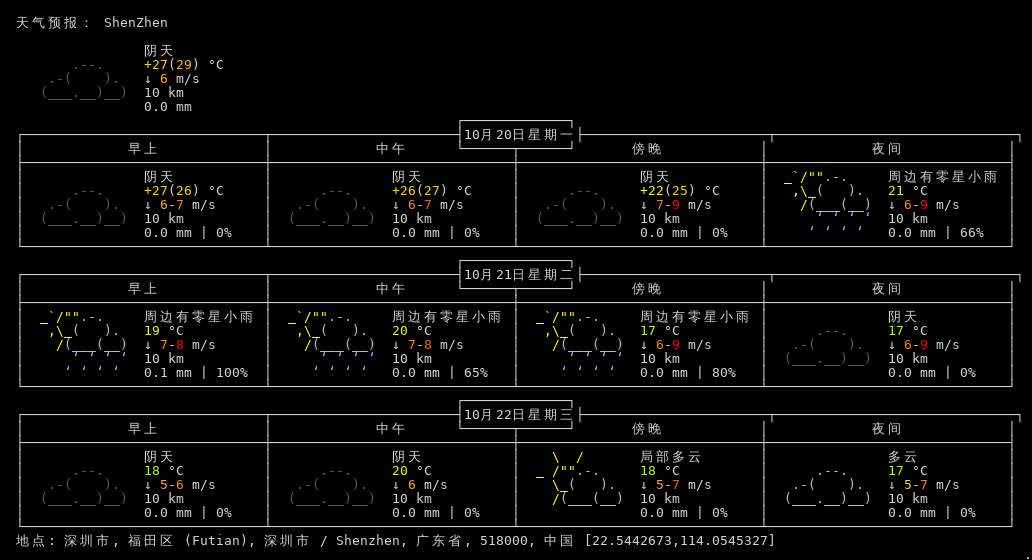 天气预报： ShenZhen
阴天
+27(29) °C
↓ 6 m/s
10 km
0.0 mm
10月20日星期一
早上 中午 傍晚 夜间
阴天 阴天 阴天 周边有零星小雨
+27(26) °C +26(27) °C +22(25) °C 21 °C
↓ 6-7 m/s ↓ 6-7 m/s ↓ 7-9 m/s ↓ 6-9 m/s
10 km 10 km 10 km 10 km
0.0 mm | 0% 0.0 mm | 0% 0.0 mm | 0% 0.0 mm | 66%
10月21日星期二
早上 中午 傍晚 夜间
周边有零星小雨 周边有零星小雨 周边有零星小雨 阴天
19 °C 20 °C 17 °C 17 °C
↓ 7-8 m/s ↓ 7-8 m/s ↓ 6-9 m/s ↓ 6-9 m/s
10 km 10 km 10 km 10 km
0.1 mm | 100% 0.0 mm | 65% 0.0 mm | 80% 0.0 mm | 0%
10月22日星期三
早上 中午 傍晚 夜间
阴天 阴天 局部多云 多云
18 °C 20 °C 18 °C 17 °C
↓ 5-6 m/s ↓ 6 m/s ↓ 5-7 m/s ↓ 5-7 m/s
10 km 10 km 10 km 10 km
0.0 mm | 0% 0.0 mm | 0% 0.0 mm | 0% 0.0 mm | 0%
地点: 深圳市, 福田区 (Futian), 深圳市 / Shenzhen, 广东省, 518000, 中国 [22.5442673,114.0545327]